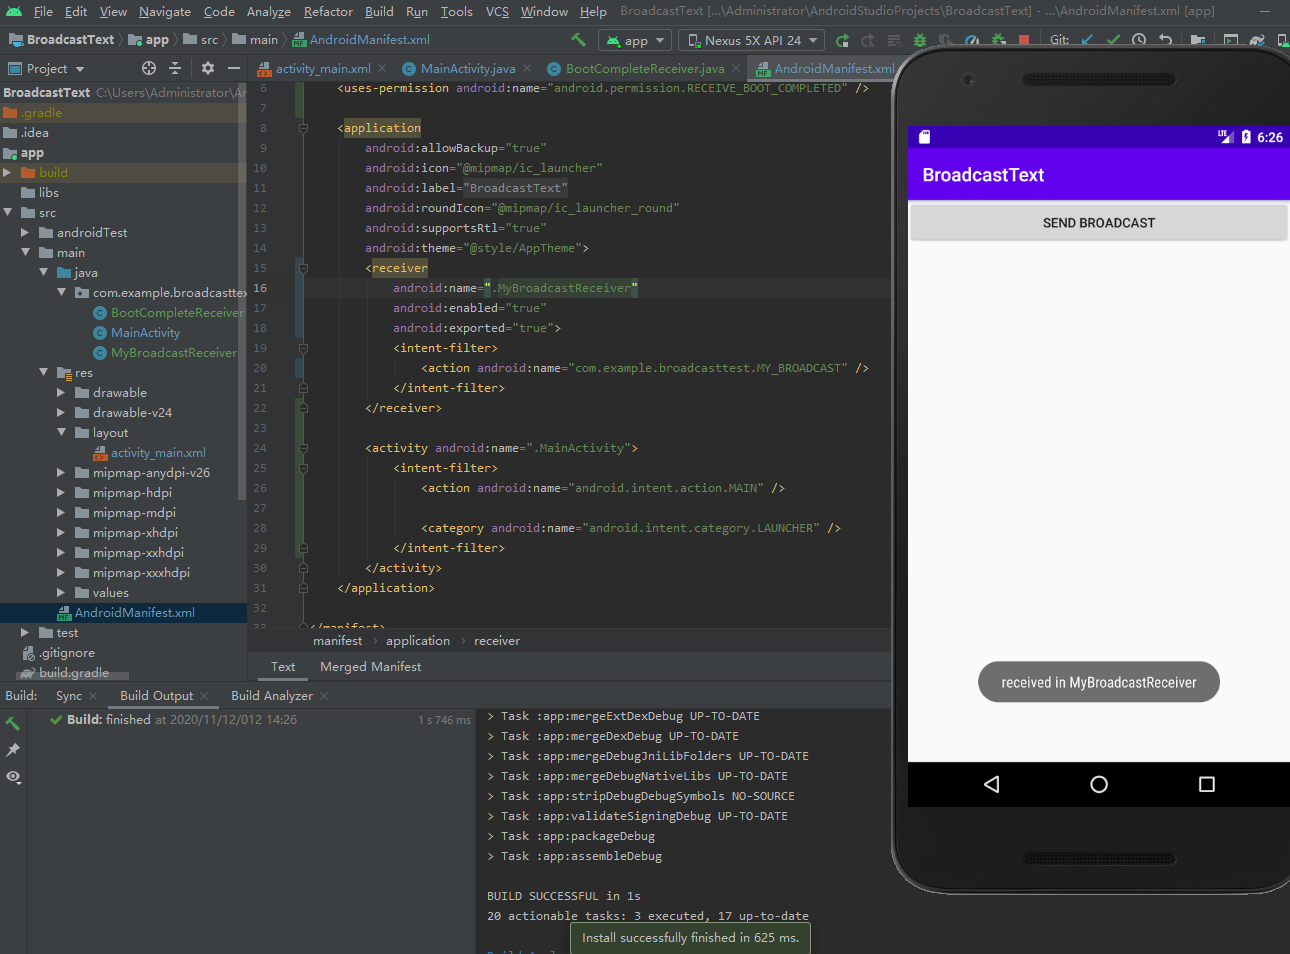 File Edit View Navigate Code Analyze Refactor Build Run Tools VCS Window Help BroadcastText [...\Administrator\AndroidStudioProjects\BroadcastText] - ...\AndroidManifest.xml [app]
BroadcastText app src main AndroidManifest.xml app Nexus 5X API 24 Git:
Project activity_main.xml MainActivity.java BootCompleteReceiver.java AndroidManifest.xml
BroadcastText C:\Users\Administrator\Ar
.gradle
.idea
app
build
libs
src
androidTest
main
java
com.example.broadcasttex
BootCompleteReceiver
MainActivity
MyBroadcastReceiver
res
drawable
drawable-v24
layout
activity_main.xml
mipmap-anydpi-v26
mipmap-hdpi
mipmap-mdpi
mipmap-xhdpi
mipmap-xxhdpi
mipmap-xxxhdpi
values
AndroidManifest.xml
test
.gitignore
build.gradle
6 <uses-permission android:name="android.permission.RECEIVE_BOOT_COMPLETED" />
7
8 <application
9 android:allowBackup="true"
10 android:icon="@mipmap/ic_launcher"
11 android:label="BroadcastText"
12 android:roundIcon="@mipmap/ic_launcher_round"
13 android:supportsRtl="true"
14 android:theme="@style/AppTheme">
15 <receiver
16 android:name=".MyBroadcastReceiver"
17 android:enabled="true"
18 android:exported="true">
19 <intent-filter>
20 <action android:name="com.example.broadcasttest.MY_BROADCAST" />
21 </intent-filter>
22 </receiver>
23
24 <activity android:name=".MainActivity">
25 <intent-filter>
26 <action android:name="android.intent.action.MAIN" />
27
28 <category android:name="android.intent.category.LAUNCHER" />
29 </intent-filter>
30 </activity>
31 </application>
32
33 </manifest>
manifest application receiver
Text Merged Manifest
Build: Sync Build Output Build Analyzer
Build: finished at 2020/11/12/012 14:26 1 s 746 ms
> Task :app:mergeExtDexDebug UP-TO-DATE
> Task :app:mergeDexDebug UP-TO-DATE
> Task :app:mergeDebugJniLibFolders UP-TO-DATE
> Task :app:mergeDebugNativeLibs UP-TO-DATE
> Task :app:stripDebugDebugSymbols NO-SOURCE
> Task :app:validateSigningDebug UP-TO-DATE
> Task :app:packageDebug
> Task :app:assembleDebug
BUILD SUCCESSFUL in 1s
20 actionable tasks: 3 executed, 17 up-to-date
Install successfully finished in 625 ms.
LTE 6:26
BroadcastText
SEND BROADCAST
received in MyBroadcastReceiver